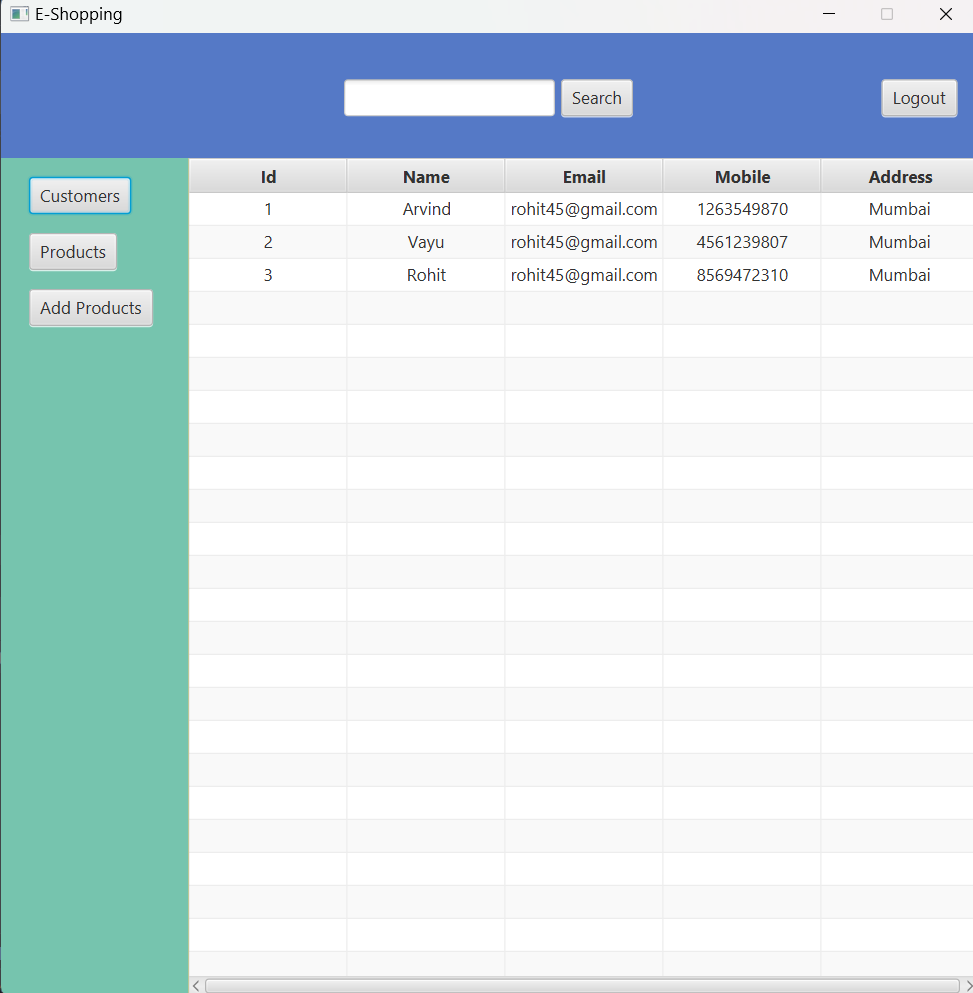 E-Shopping
Search Logout
Customers
Products
Add Products
Id Name Email Mobile Address
1 Arvind rohit45@gmail.com 1263549870 Mumbai
2 Vayu rohit45@gmail.com 4561239807 Mumbai
3 Rohit rohit45@gmail.com 8569472310 Mumbai